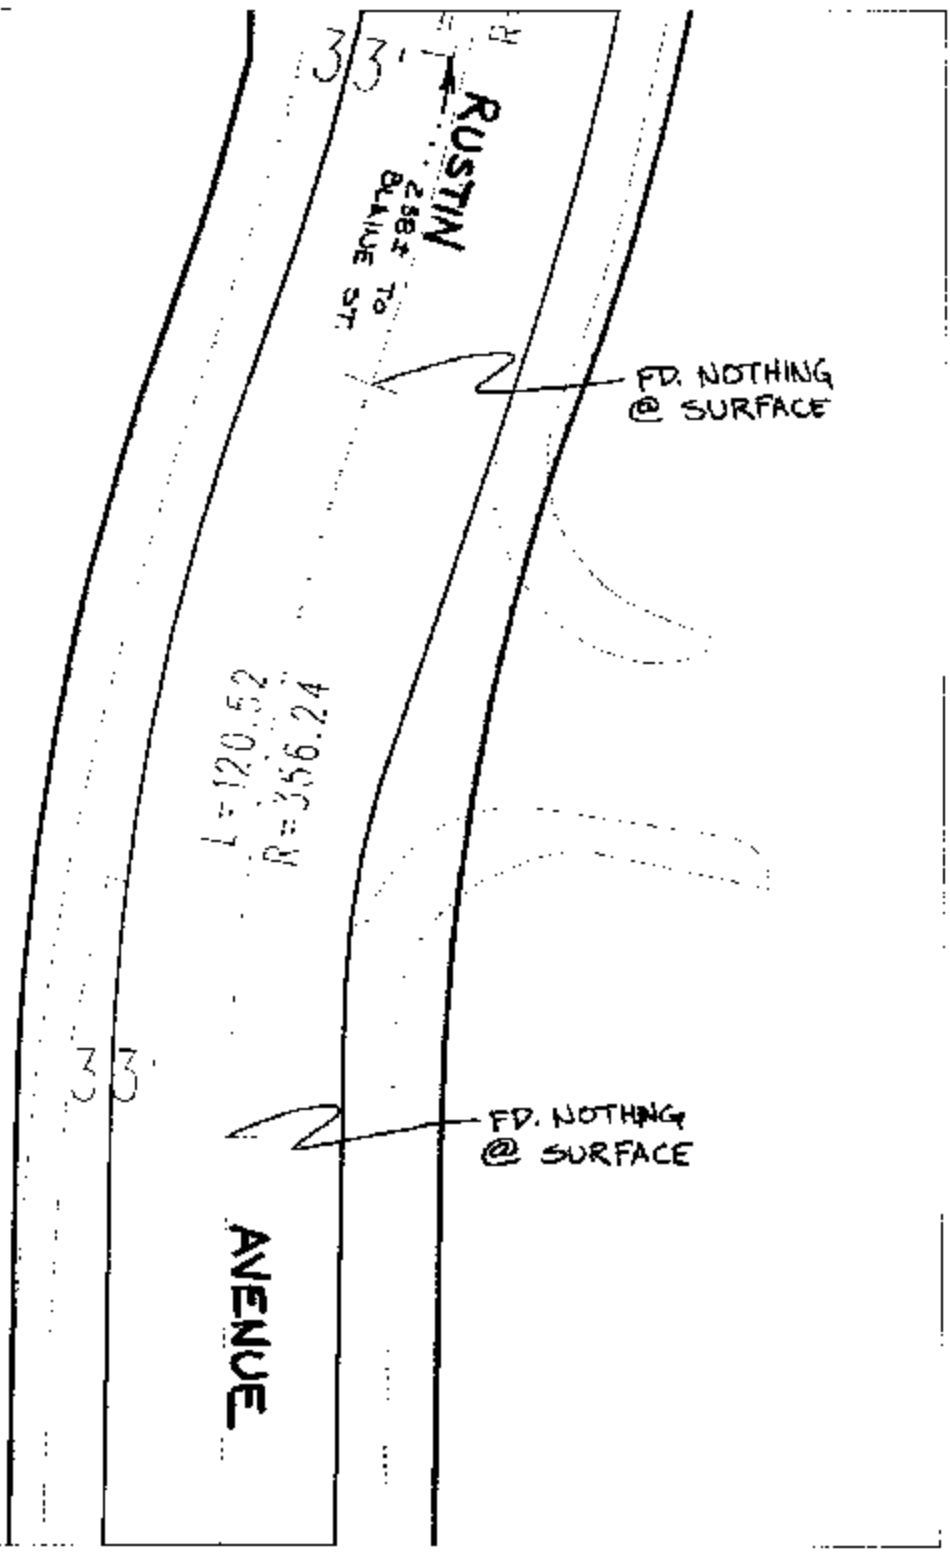 33'
L=
R
RUSTIN
258± TO
BLAINE ST.
FD. NOTHING
@ SURFACE
L=120.52
R=356.24
33'
FD. NOTHING
@ SURFACE
AVENUE